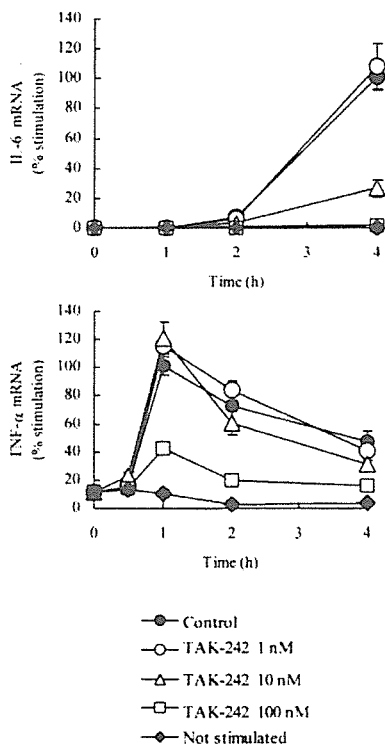 IL-6 mRNA
(% stimulation)
140
120
100
80
60
40
20
0
0 1 2 3 4
Time (h)
TNF-α mRNA
(% stimulation)
140
120
100
80
60
40
20
0
0 1 2 3 4
Time (h)
Control
TAK-242 1 nM
TAK-242 10 nM
TAK-242 100 nM
Not stimulated